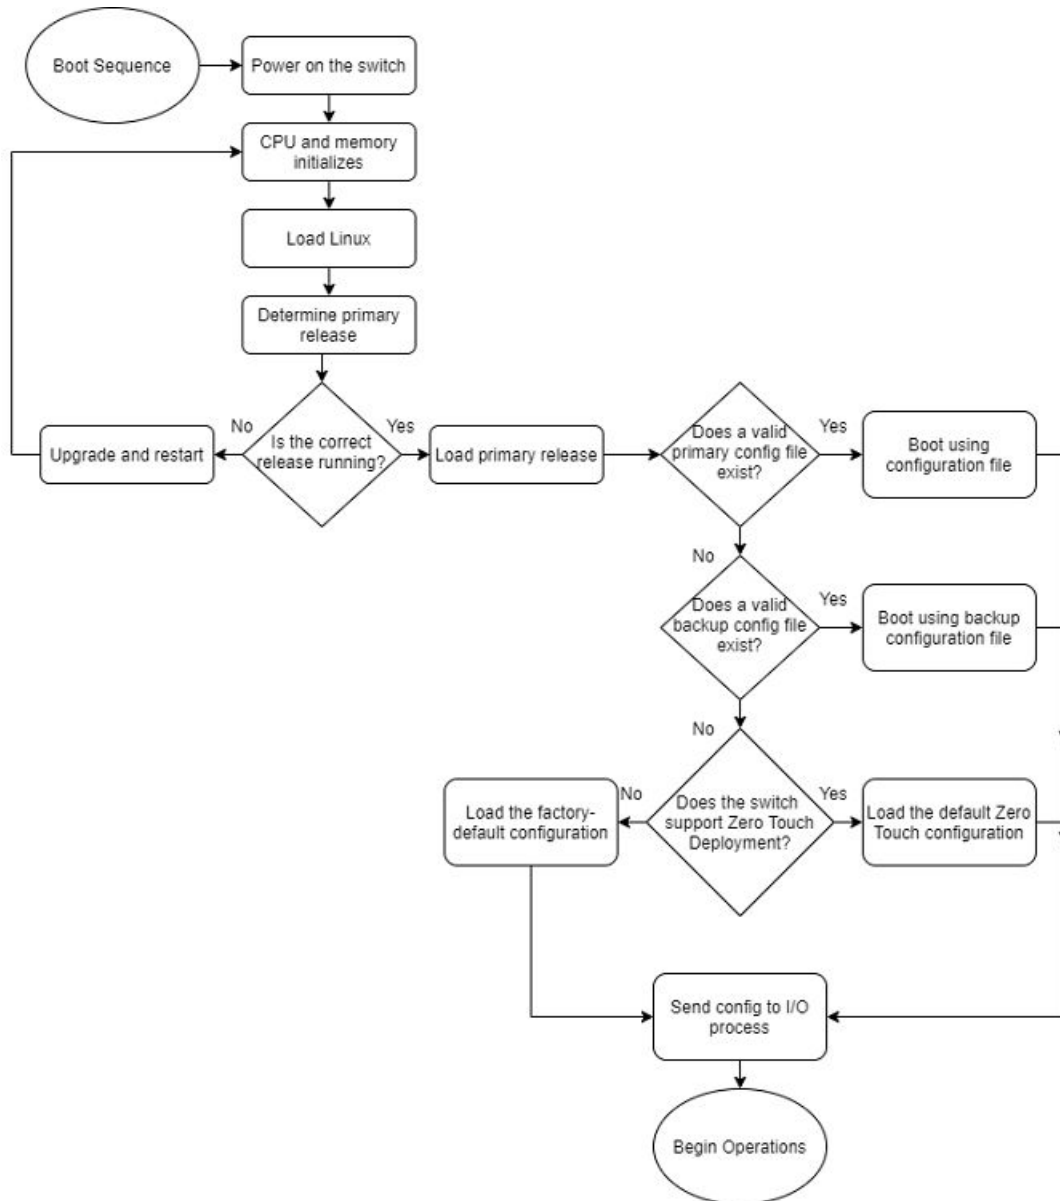 Boot Sequence
Power on the switch
CPU and memory
initializes
Load Linux
Determine primary
release
Is the correct
release running?
No
Upgrade and restart
Yes
Load primary release
Does a valid
primary config file
exist?
Yes
Boot using
configuration file
No
Does a valid
backup config file
exist?
Yes
Boot using backup
configuration file
No
Does the switch
support Zero Touch
Deployment?
No
Load the factory-
default configuration
Yes
Load the default Zero
Touch configuration
Send config to I/O
process
Begin Operations